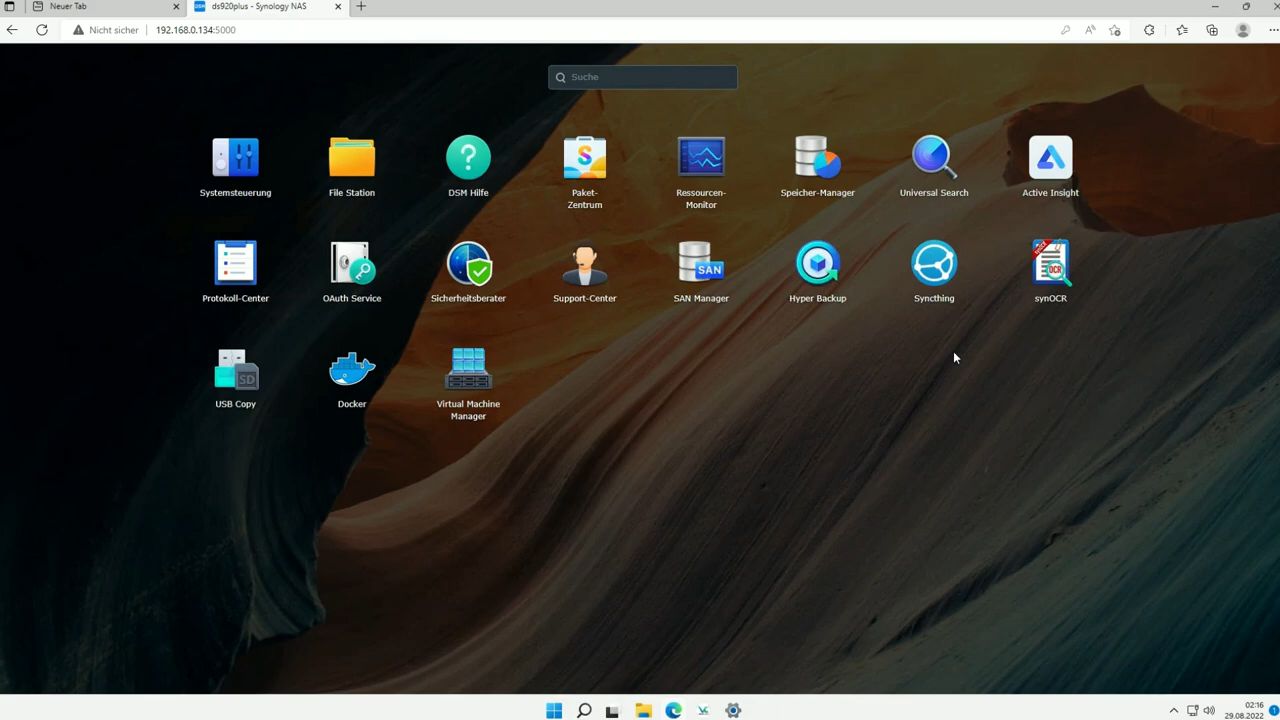 Neuer Tab
ds920plus - Synology NAS
Nicht sicher
192.168.0.134:5000
Suche
Systemsteuerung
File Station
DSM Hilfe
Paket-
Zentrum
Ressourcen-
Monitor
Speicher-Manager
Universal Search
Active Insight
Protokoll-Center
OAuth Service
Sicherheitsberater
Support-Center
SAN
SAN Manager
Hyper Backup
Syncthing
OCR
synOCR
SD
USB Copy
Docker
Virtual Machine
Manager
02:16
29.08.2022